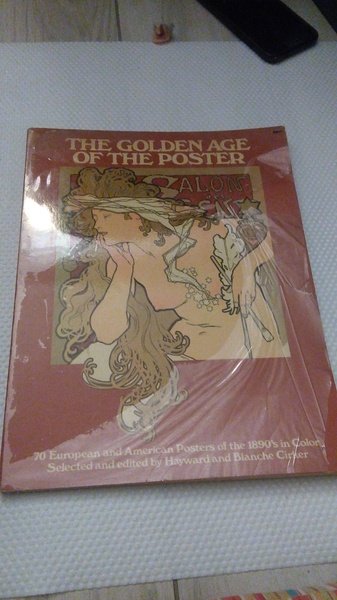 THE GOLDEN AGE
OF THE POSTER
SALON
70 European and American Posters of the 1890's in Color
Selected and edited by Hayward and Blanche Cirker